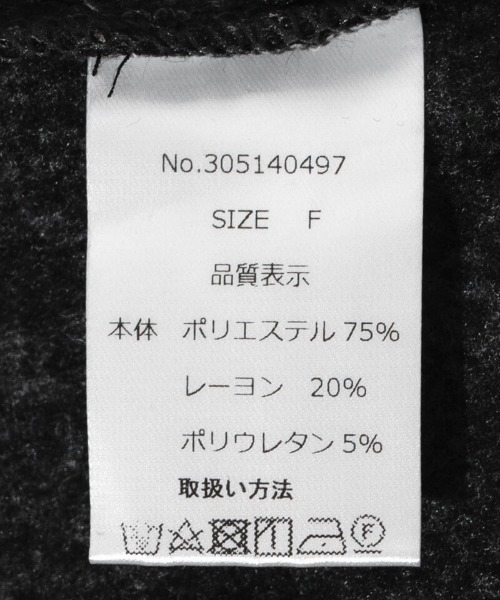 No.305140497
SIZE F
品質表示
本体 ポリエステル 75%
レーヨン 20%
ポリウレタン 5%
取扱い方法
F